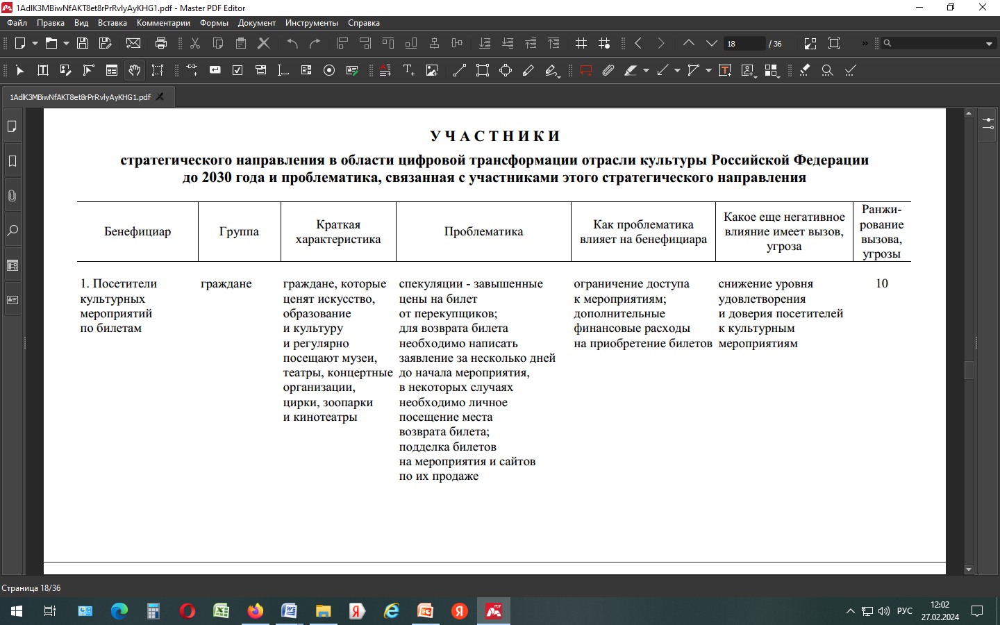 1AdlK3MBiwNfAKT8et8rPrRvlyAyKHG1.pdf - Master PDF Editor
Файл Правка Вид Вставка Комментарии Формы Документ Инструменты Справка
18 / 36
1AdlK3MBiwNfAKT8et8rPrRvlyAyKHG1.pdf
УЧАСТНИКИ
стратегического направления в области цифровой трансформации отрасли культуры Российской Федерации
до 2030 года и проблематика, связанная с участниками этого стратегического направления
Бенефициар
Группа
Краткая
характеристика
Проблематика
Как проблематика
влияет на бенефициара
Какое еще негативное
влияние имеет вызов,
угроза
Ранжи-
рование
вызова,
угрозы
1. Посетители
культурных
мероприятий
по билетам
граждане
граждане, которые
ценят искусство,
образование
и культуру
и регулярно
посещают музеи,
театры, концертные
организации,
цирки, зоопарки
и кинотеатры
спекуляции - завышенные
цены на билет
от перекупщиков;
для возврата билета
необходимо написать
заявление за несколько дней
до начала мероприятия,
в некоторых случаях
необходимо личное
посещение места
возврата билета;
подделка билетов
на мероприятия и сайтов
по их продаже
ограничение доступа
к мероприятиям;
дополнительные
финансовые расходы
на приобретение билетов
снижение уровня
удовлетворения
и доверия посетителей
к культурным
мероприятиям
10
Страница 18/36
РУС
12:02
27.02.2024